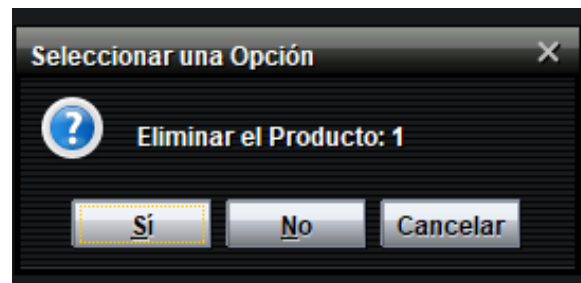 Seleccionar una Opción
Eliminar el Producto: 1
Sí No Cancelar